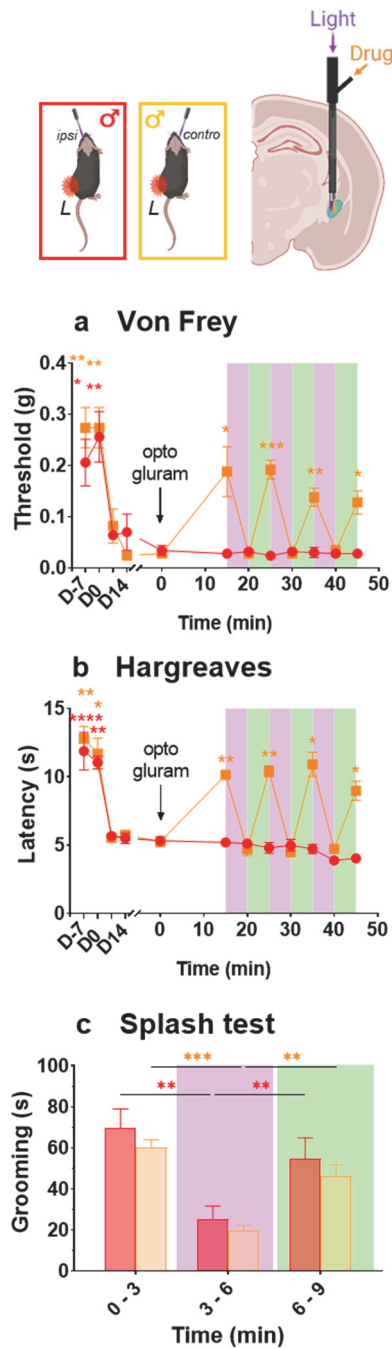 Light
Drug
♂ ♂
ipsi contro
L L
a Von Frey
Threshold (g)
0.4
0.3
0.2
0.1
0.0
** **
* **
opto
gluram
* *** ** *
D-7 D0 D14 0 10 20 30 40 50
Time (min)
b Hargreaves
Latency (s)
15
10
5
0
** *
****
**
opto
gluram
** ** * *
D-7 D0 D14 0 10 20 30 40 50
Time (min)
c Splash test
Grooming (s)
100
80
60
40
20
0
*** **
** **
0 - 3 3 - 6 6 - 9
Time (min)